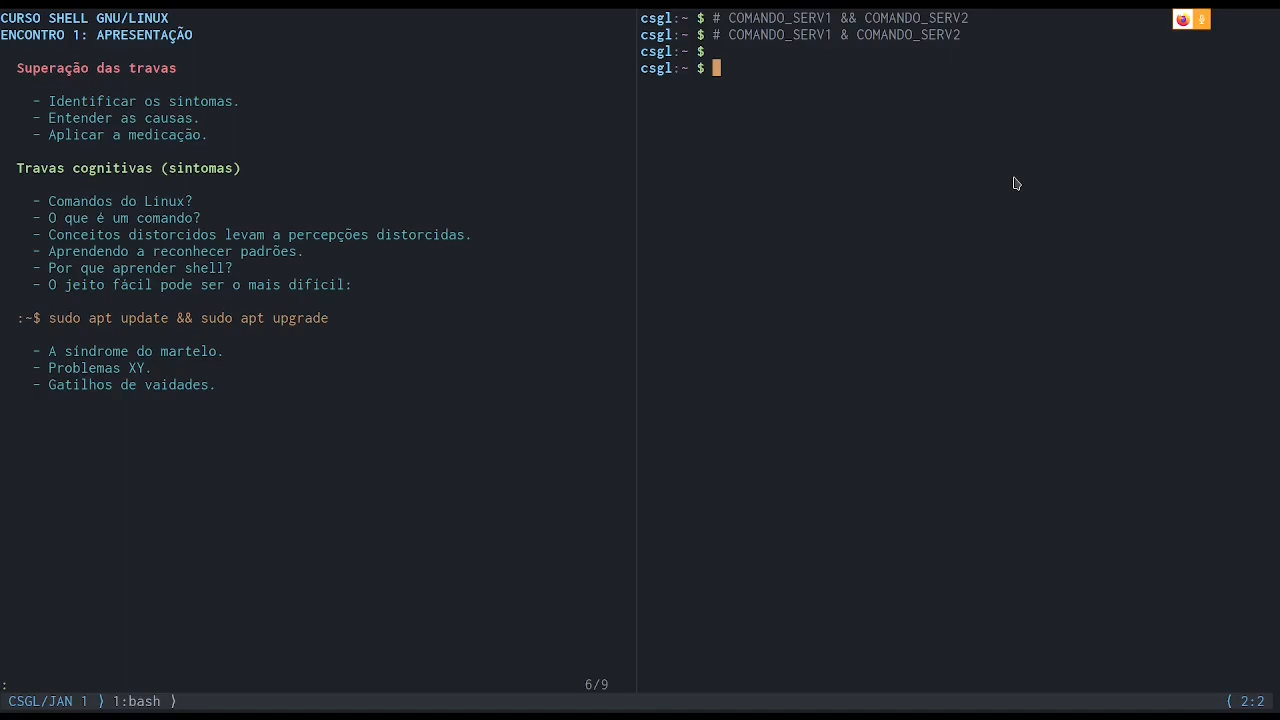 CURSO SHELL GNU/LINUX
ENCONTRO 1: APRESENTAÇÃO
Superação das travas
- Identificar os sintomas.
- Entender as causas.
- Aplicar a medicação.
Travas cognitivas (sintomas)
- Comandos do Linux?
- O que é um comando?
- Conceitos distorcidos levam a percepções distorcidas.
- Aprendendo a reconhecer padrões.
- Por que aprender shell?
- O jeito fácil pode ser o mais difícil:
:~$ sudo apt update && sudo apt upgrade
- A síndrome do martelo.
- Problemas XY.
- Gatilhos de vaidades.
: 6/9
csgl:~ $ # COMANDO_SERV1 && COMANDO_SERV2
csgl:~ $ # COMANDO_SERV1 & COMANDO_SERV2
csgl:~ $
csgl:~ $
CSGL/JAN 1 ⟩ 1:bash ⟩ ⟨ 2:2